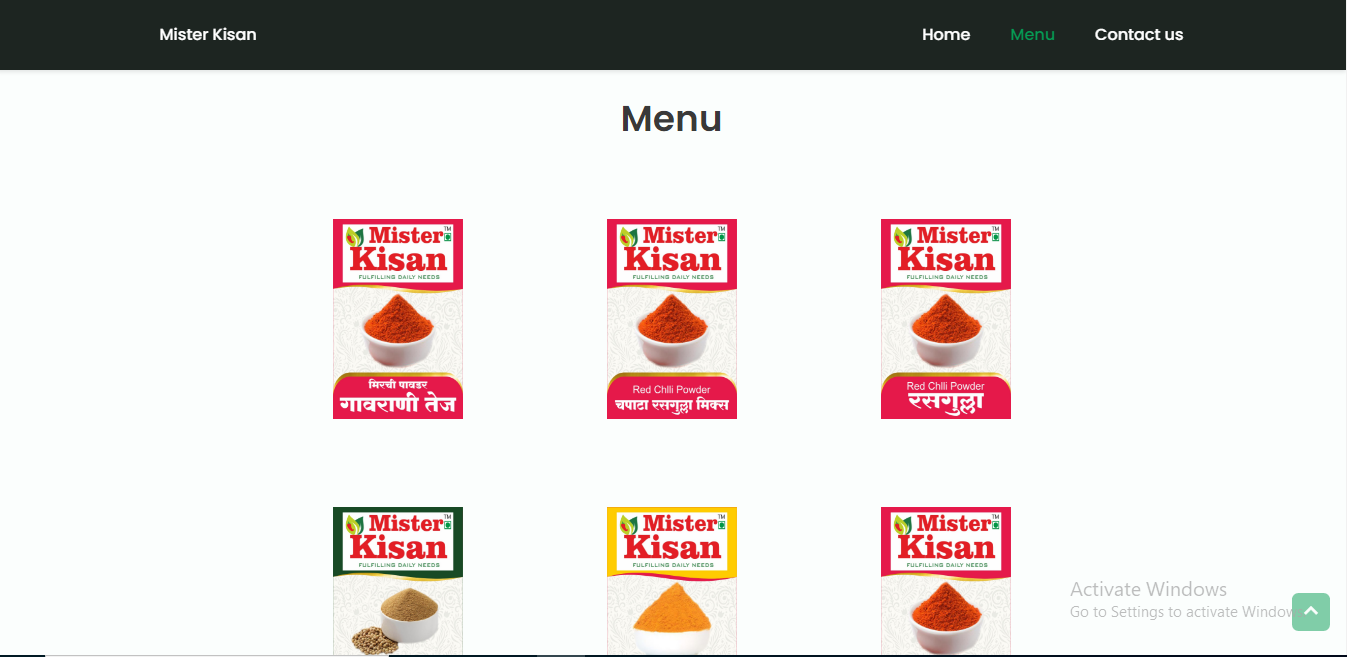 Mister Kisan
Home
Menu
Contact us
Menu
Mister
TM
Kisan
FULFILLING DAILY NEEDS
मिरची पावडर
गावराणी तेज
Mister
TM
Kisan
FULFILLING DAILY NEEDS
Red Chlli Powder
चपाटा रसगुल्ला मिक्स
Mister
TM
Kisan
FULFILLING DAILY NEEDS
Red Chlli Powder
रसगुल्ला
Mister
TM
Kisan
FULFILLING DAILY NEEDS
Mister
TM
Kisan
FULFILLING DAILY NEEDS
Mister
TM
Kisan
FULFILLING DAILY NEEDS
Activate Windows
Go to Settings to activate Windows